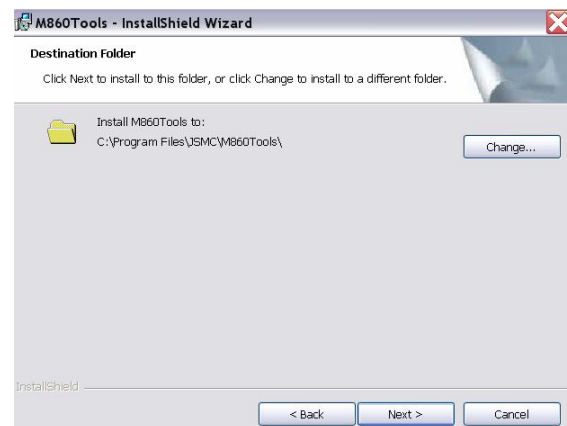 M860Tools - InstallShield Wizard
Destination Folder
Click Next to install to this folder, or click Change to install to a different folder.
Install M860Tools to:
C:\Program Files\JSMC\M860Tools\
Change...
InstallShield
< Back
Next >
Cancel